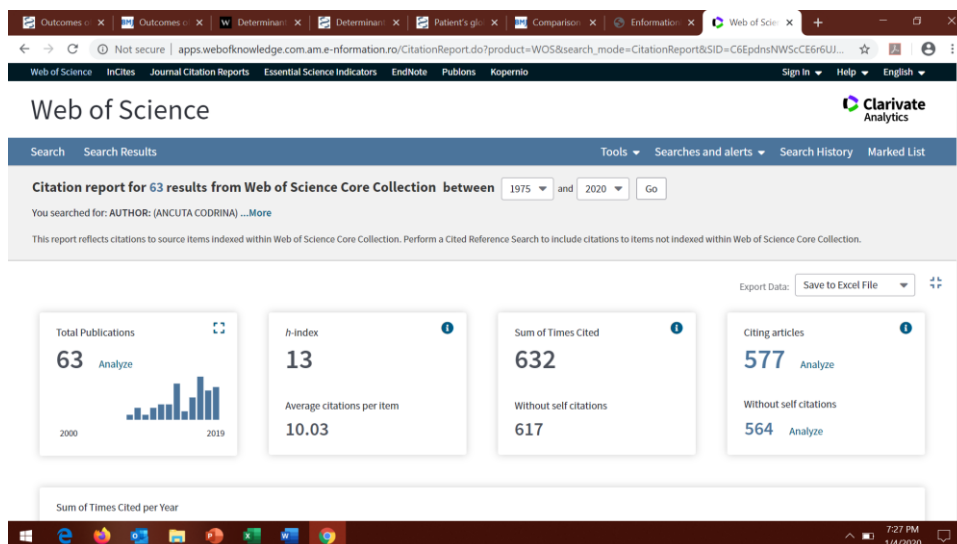 Outcomes o
BMJ Outcomes o
W Determinant
Determinant
Patient's glo
BMJ Comparison
Enformation
Web of Scien
Not secure | apps.webofknowledge.com.am.e-nformation.ro/CitationReport.do?product=WOS&search_mode=CitationReport&SID=C6EpdnsNWScCE6r6UJ...
Web of Science InCites Journal Citation Reports Essential Science Indicators EndNote Publons Kopernio Sign In Help English
Web of Science
Clarivate
Analytics
Search Search Results Tools Searches and alerts Search History Marked List
Citation report for 63 results from Web of Science Core Collection between 1975 and 2020 Go
You searched for: AUTHOR: (ANCUTA CODRINA) ...More
This report reflects citations to source items indexed within Web of Science Core Collection. Perform a Cited Reference Search to include citations to items not indexed within Web of Science Core Collection.
Export Data: Save to Excel File
Total Publications
63 Analyze
2000 2019
h-index
13
Average citations per item
10.03
Sum of Times Cited
632
Without self citations
617
Citing articles
577 Analyze
Without self citations
564 Analyze
Sum of Times Cited per Year
7:27 PM
1/4/2020